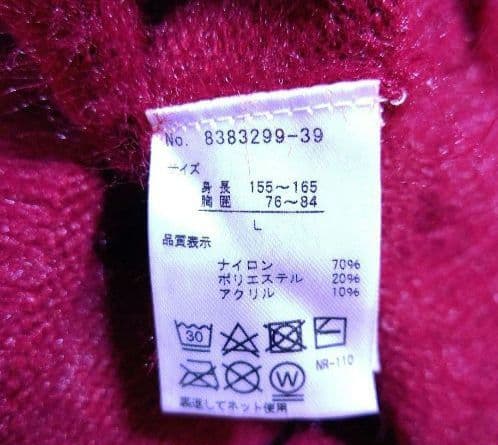 No. 8383299-39
サイズ
身長 155～165
胸囲 76～84
L
品質表示
ナイロン 70%
ポリエステル 20%
アクリル 10%
30
NR-110
W
裏返してネット使用